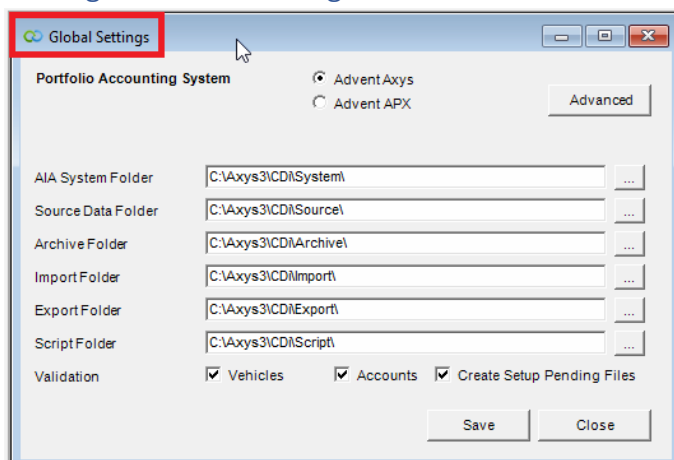 Global Settings
Portfolio Accounting System
Advent Axys
Advent APX
Advanced
AIA System Folder C:\Axys3\CDi\System\ ...
Source Data Folder C:\Axys3\CDi\Source\ ...
Archive Folder C:\Axys3\CDi\Archive\ ...
Import Folder C:\Axys3\CDi\Import\ ...
Export Folder C:\Axys3\CDi\Export\ ...
Script Folder C:\Axys3\CDi\Script\ ...
Validation Vehicles Accounts Create Setup Pending Files
Save Close